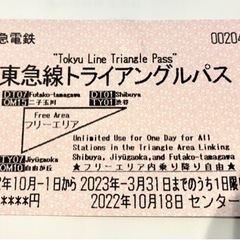 急電鉄 00204
"Tokyu Line Triangle Pass"
東急線トライアングルパス
DT07 Futako-tamagawa DT01 Shibuya
OM15 二子玉川 TY01 渋谷
Free Area
フリーエリア
Unlimited Use for One Day for All
Stations in the Triangle Area Linking
TY07 Jiyūgaoka Shibuya, Jiyūgaoka, and Futako-tamagawa.
OM10 自由が丘 ★フリーエリア内乗り降り自由★
2年10月-1日から 2023年-3月31日までのうち1日限
****円 2022年10月18日 センター